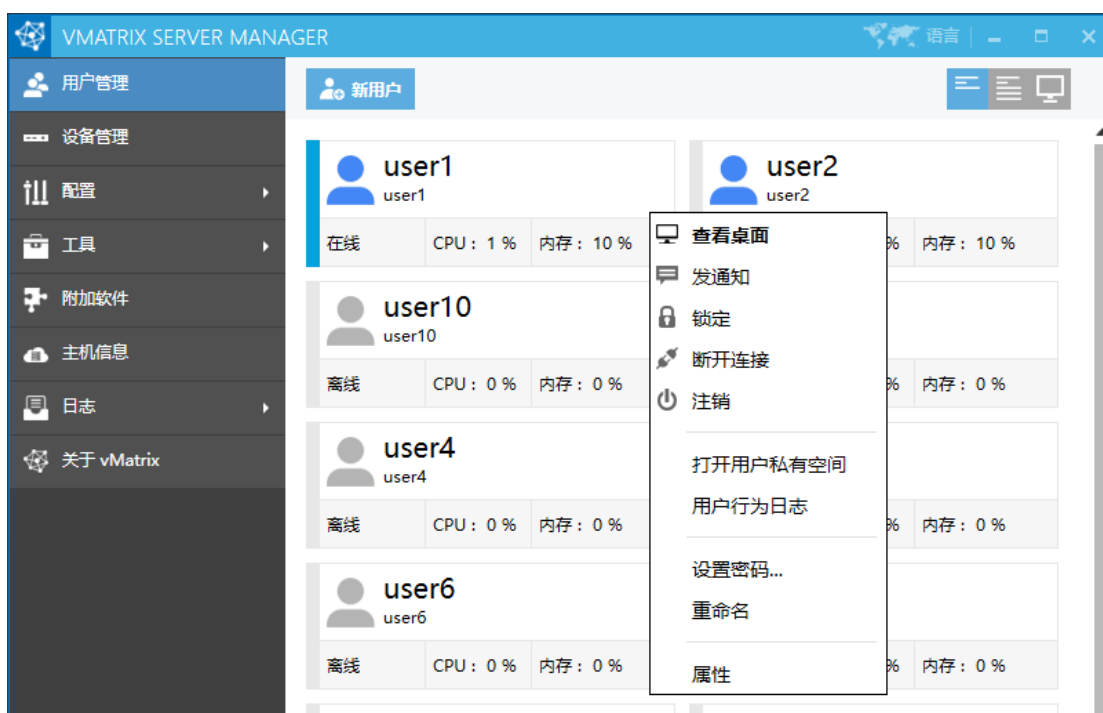 VMATRIX SERVER MANAGER
语言
用户管理
设备管理
配置
工具
附加软件
主机信息
日志
关于 vMatrix
新用户
user1
user1
在线 CPU： 1 % 内存： 10 %
user2
user2
% 内存： 10 %
user10
user10
离线 CPU： 0 % 内存： 0 %
% 内存： 0 %
user4
user4
离线 CPU： 0 % 内存： 0 %
% 内存： 0 %
user6
user6
离线 CPU： 0 % 内存： 0 %
% 内存： 0 %
查看桌面
发通知
锁定
断开连接
注销
打开用户私有空间
用户行为日志
设置密码...
重命名
属性